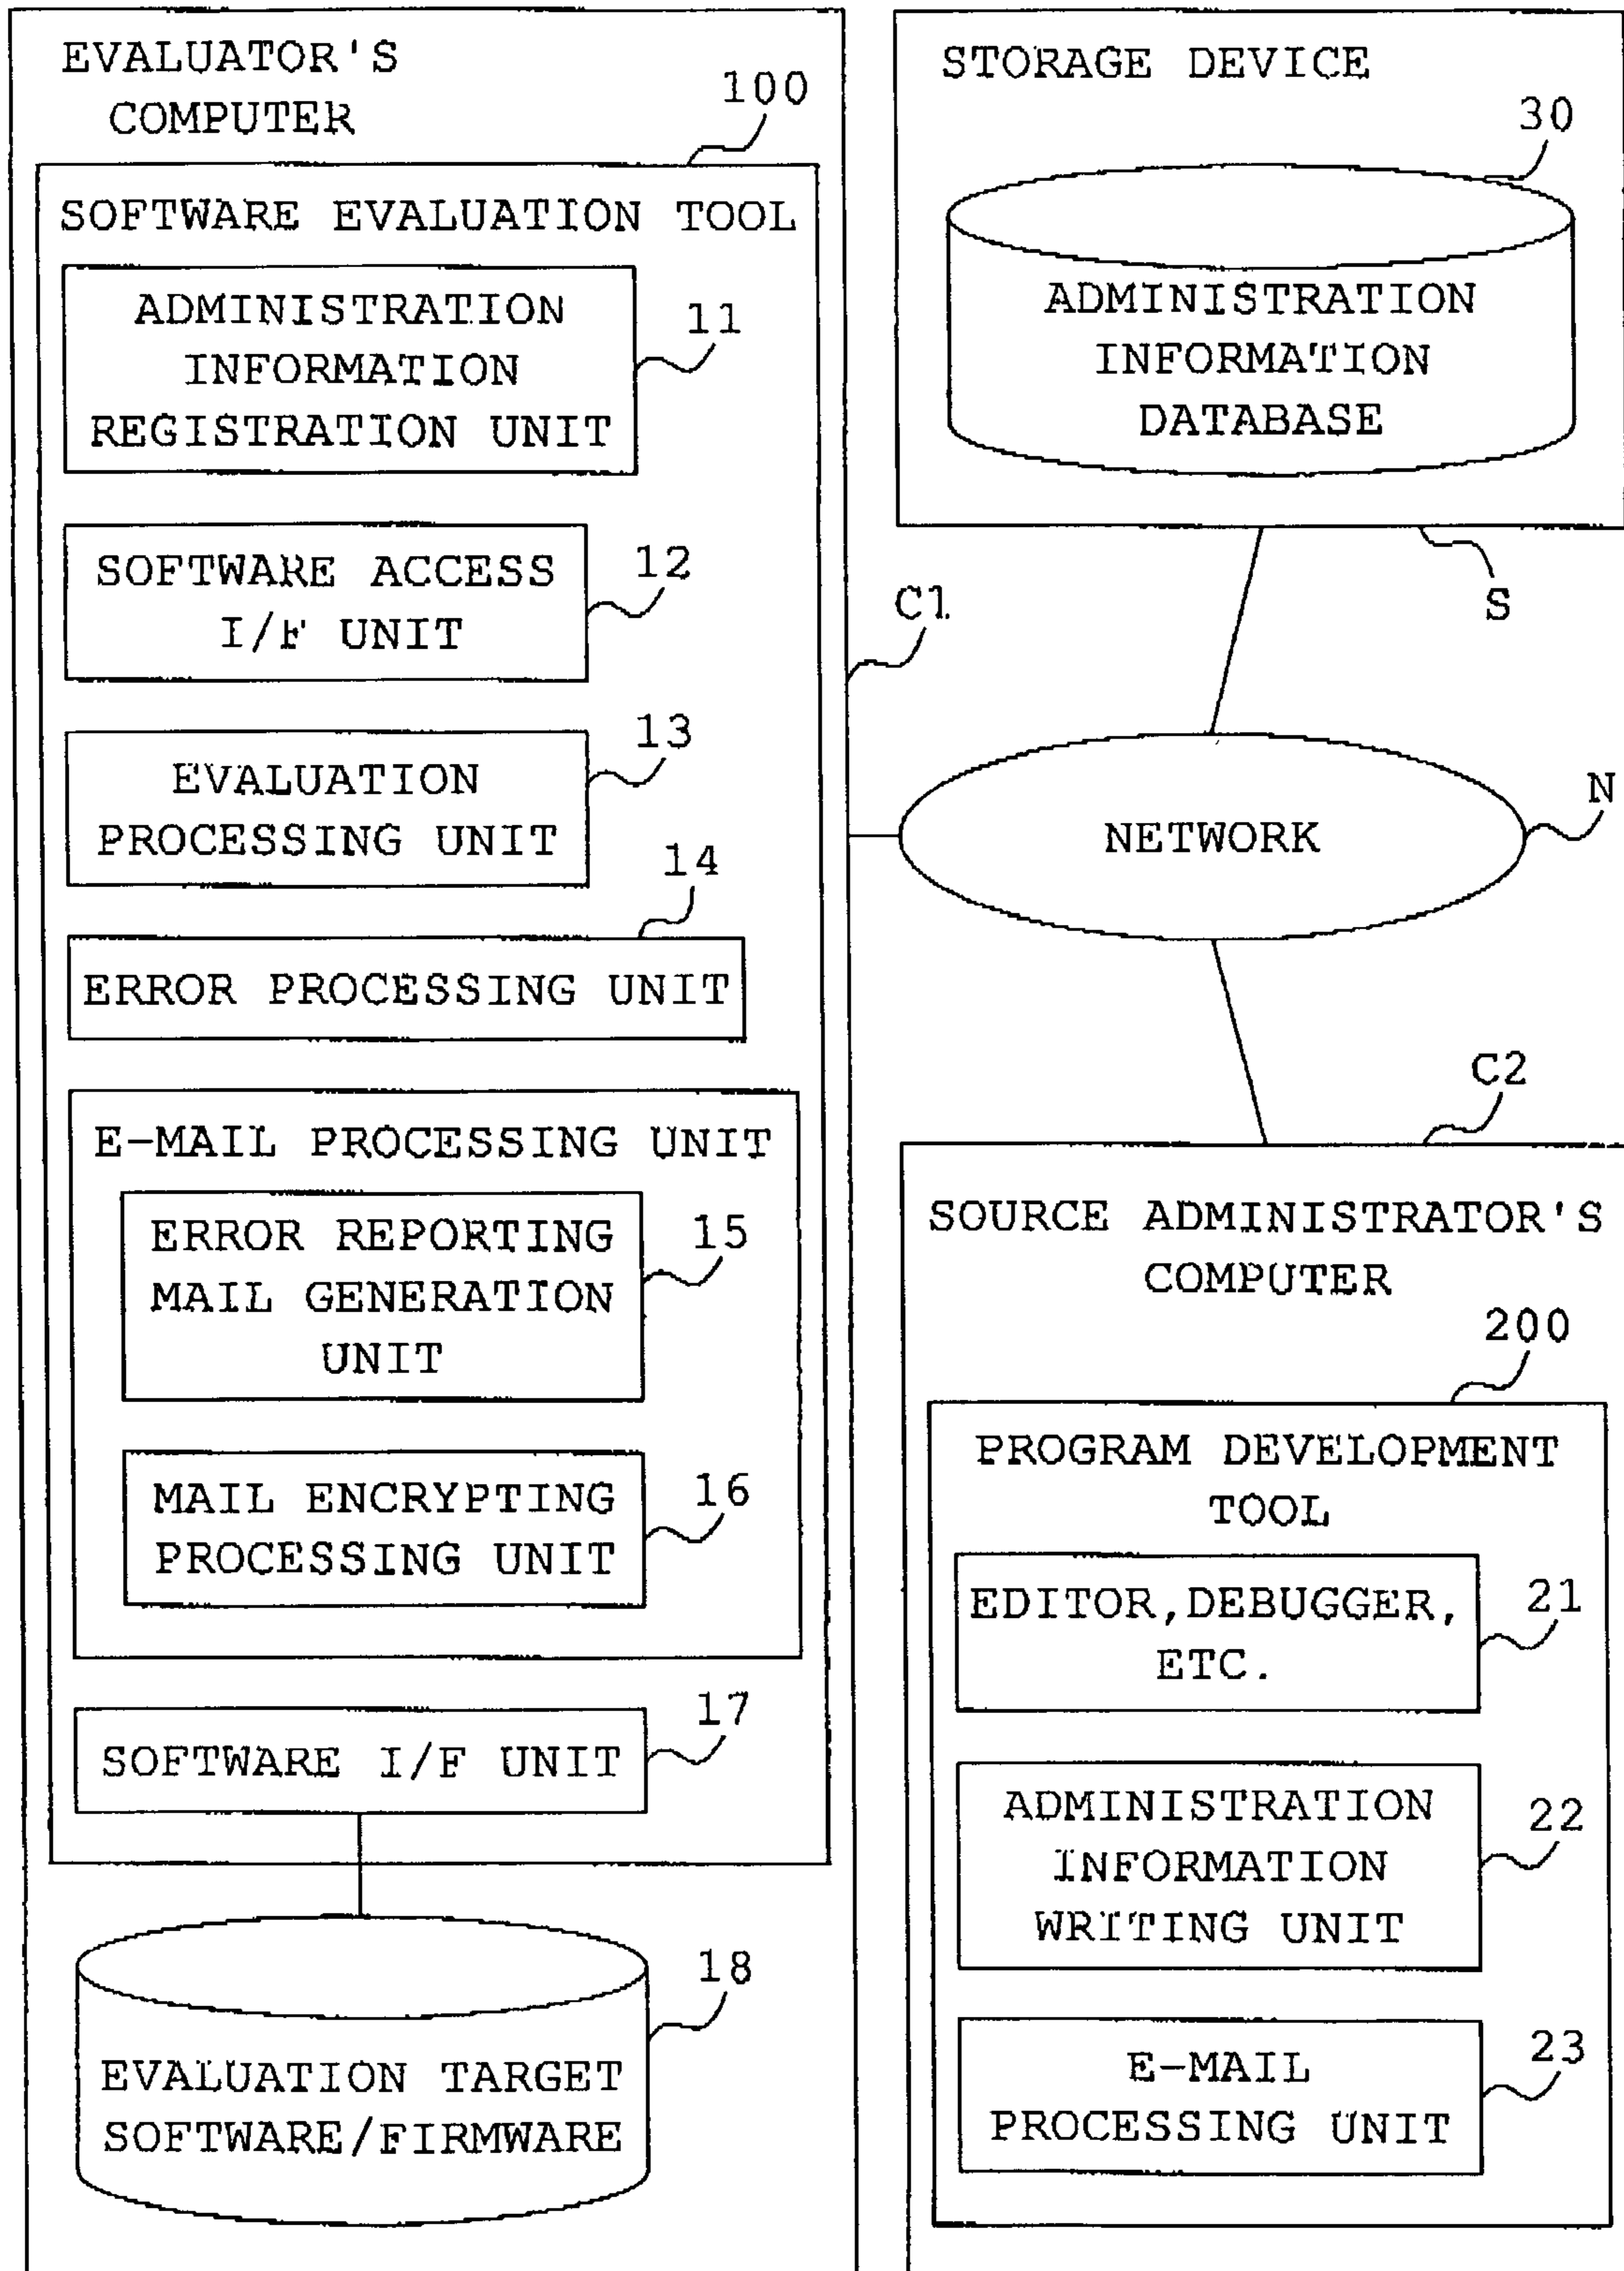 EVALUATOR'S
COMPUTER
100
SOFTWARE EVALUATION TOOL
ADMINISTRATION
INFORMATION
REGISTRATION UNIT
11
SOFTWARE ACCESS
I/F UNIT
12
EVALUATION
PROCESSING UNIT
13
14
ERROR PROCESSING UNIT
E-MAIL PROCESSING UNIT
ERROR REPORTING
MAIL GENERATION
UNIT
15
MAIL ENCRYPTING
PROCESSING UNIT
16
SOFTWARE I/F UNIT
17
18
EVALUATION TARGET
SOFTWARE/FIRMWARE
STORAGE DEVICE
30
ADMINISTRATION
INFORMATION
DATABASE
S
C1
NETWORK
N
C2
SOURCE ADMINISTRATOR'S
COMPUTER
200
PROGRAM DEVELOPMENT
TOOL
EDITOR,DEBUGGER,
ETC.
21
ADMINISTRATION
INFORMATION
WRITING UNIT
22
E-MAIL
PROCESSING UNIT
23